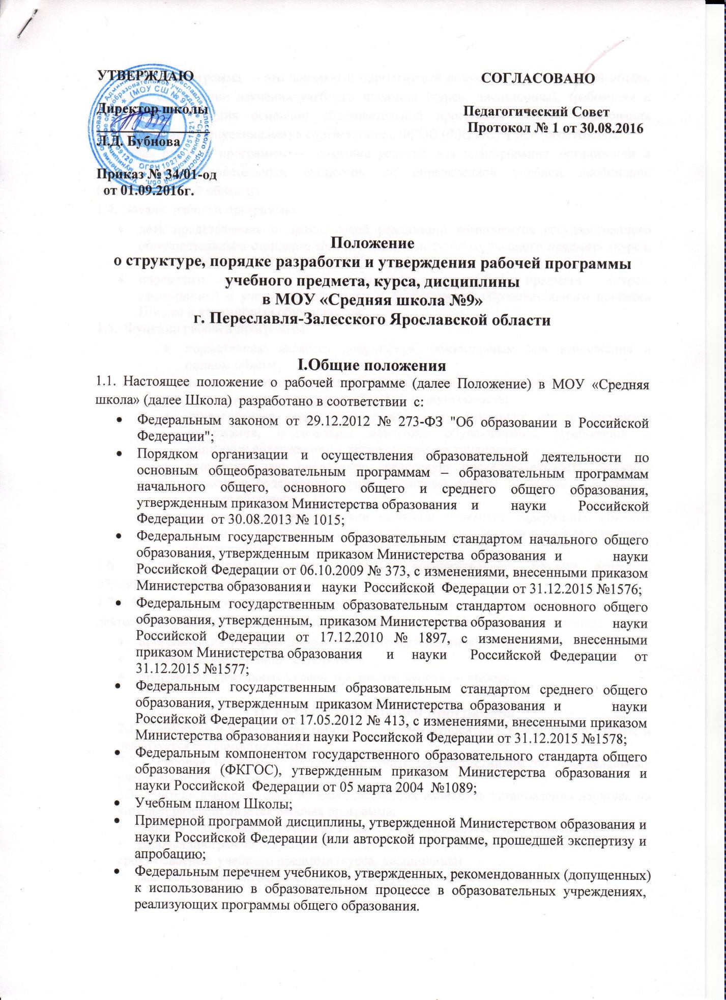 УТВЕРЖДАЮ
СОГЛАСОВАНО
Директор школы
Педагогический Совет
Протокол № 1 от 30.08.2016
Л.Д. Бубнова
Приказ № 34/01-од
от 01.09.2016г.
(МОУ СШ № 9)
ОГРН 1027601051521
Положение
о структуре, порядке разработки и утверждения рабочей программы
учебного предмета, курса, дисциплины
в МОУ «Средняя школа №9»
г. Переславля-Залесского Ярославской области
I.Общие положения
1.1. Настоящее положение о рабочей программе (далее Положение) в МОУ «Средняя
школа» (далее Школа) разработано в соответствии с:
• Федеральным законом от 29.12.2012 № 273-ФЗ "Об образовании в Российской
Федерации";
• Порядком организации и осуществления образовательной деятельности по
основным общеобразовательным программам – образовательным программам
начального общего, основного общего и среднего общего образования,
утвержденным приказом Министерства образования и науки Российской
Федерации от 30.08.2013 № 1015;
• Федеральным государственным образовательным стандартом начального общего
образования, утвержденным приказом Министерства образования и науки
Российской Федерации от 06.10.2009 № 373, с изменениями, внесенными приказом
Министерства образования и науки Российской Федерации от 31.12.2015 №1576;
• Федеральным государственным образовательным стандартом основного общего
образования, утвержденным, приказом Министерства образования и науки
Российской Федерации от 17.12.2010 № 1897, с изменениями, внесенными
приказом Министерства образования и науки Российской Федерации от
31.12.2015 №1577;
• Федеральным государственным образовательным стандартом среднего общего
образования, утвержденным приказом Министерства образования и науки
Российской Федерации от 17.05.2012 № 413, с изменениями, внесенными приказом
Министерства образования и науки Российской Федерации от 31.12.2015 №1578;
• Федеральным компонентом государственного образовательного стандарта общего
образования (ФКГОС), утвержденным приказом Министерства образования и
науки Российской Федерации от 05 марта 2004 №1089;
• Учебным планом Школы;
• Примерной программой дисциплины, утвержденной Министерством образования и
науки Российской Федерации (или авторской программе, прошедшей экспертизу и
апробацию;
• Федеральным перечнем учебников, утвержденных, рекомендованных (допущенных)
к использованию в образовательном процессе в образовательных учреждениях,
реализующих программы общего образования.